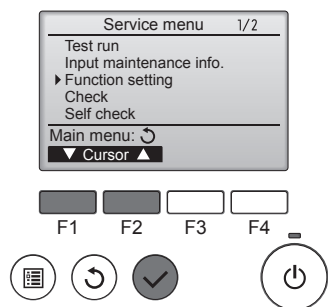 Service menu 1/2
Test run
Input maintenance info.
Function setting
Check
Self check
Main menu:
▼ Cursor ▲
F1 F2 F3 F4